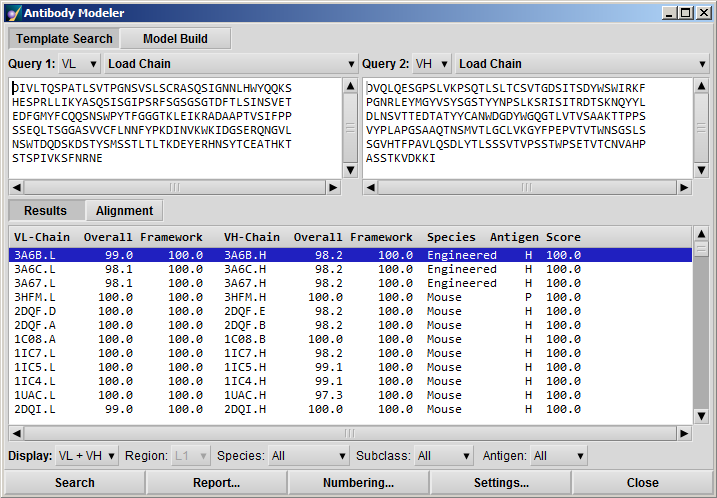 Antibody Modeler
Template Search Model Build
Query 1: VL Load Chain Query 2: VH Load Chain
DIVLTQSPATLSVTPGNSVSLSCRASQSIGNNLHWYQQKS
HESPRLLIKYASQSISGIPSRFSGSGSGTDFTLSINSVET
EDFGMYFCQQSNSWPYTFGGGTKLEIKRADAAPTVSIFPP
SSEQLTSGGASVVCFLNNFYPKDINVKWKIDGSERQNGVL
NSWTDQDSKDSTYSMSSTLTLTKDEYERHNSYTCEATHKT
STSPIVKSFNRNE
DVQLQESGPSLVKPSQTLSLTCSVTGDSITSDYWSWIRKF
PGNRLEYMGYVSYSGSTYYNPSLKSRISITRDTSKNQYYL
DLNSVTTEDTATYYCANWDGDYWGQGTLVTVSAAKTTPPS
VYPLAPGSAAQTNSMVTLGCLVKGYFPEPVTVTWNSGSLS
SGVHTFPAVLQSDLYTLSSSVTVPSSTWPSETVTCNVAHP
ASSTKVDKKI
Results Alignment
VL-Chain Overall Framework VH-Chain Overall Framework Species Antigen Score
3A6B.L 99.0 100.0 3A6B.H 98.2 100.0 Engineered H 100.0
3A6C.L 98.1 100.0 3A6C.H 98.2 100.0 Engineered H 100.0
3A67.L 98.1 100.0 3A67.H 98.2 100.0 Engineered H 100.0
3HFM.L 100.0 100.0 3HFM.H 100.0 100.0 Mouse P 100.0
2DQF.D 100.0 100.0 2DQF.E 98.2 100.0 Mouse H 100.0
2DQF.A 100.0 100.0 2DQF.B 98.2 100.0 Mouse H 100.0
1C08.A 100.0 100.0 1C08.B 100.0 100.0 Mouse H 100.0
1IC7.L 100.0 100.0 1IC7.H 98.2 100.0 Mouse H 100.0
1IC5.L 100.0 100.0 1IC5.H 99.1 100.0 Mouse H 100.0
1IC4.L 100.0 100.0 1IC4.H 99.1 100.0 Mouse H 100.0
1UAC.L 100.0 100.0 1UAC.H 97.3 100.0 Mouse H 100.0
2DQI.L 99.0 100.0 2DQI.H 100.0 100.0 Mouse H 100.0
Display: VL + VH Region: L1 Species: All Subclass: All Antigen: All
Search Report... Numbering... Settings... Close